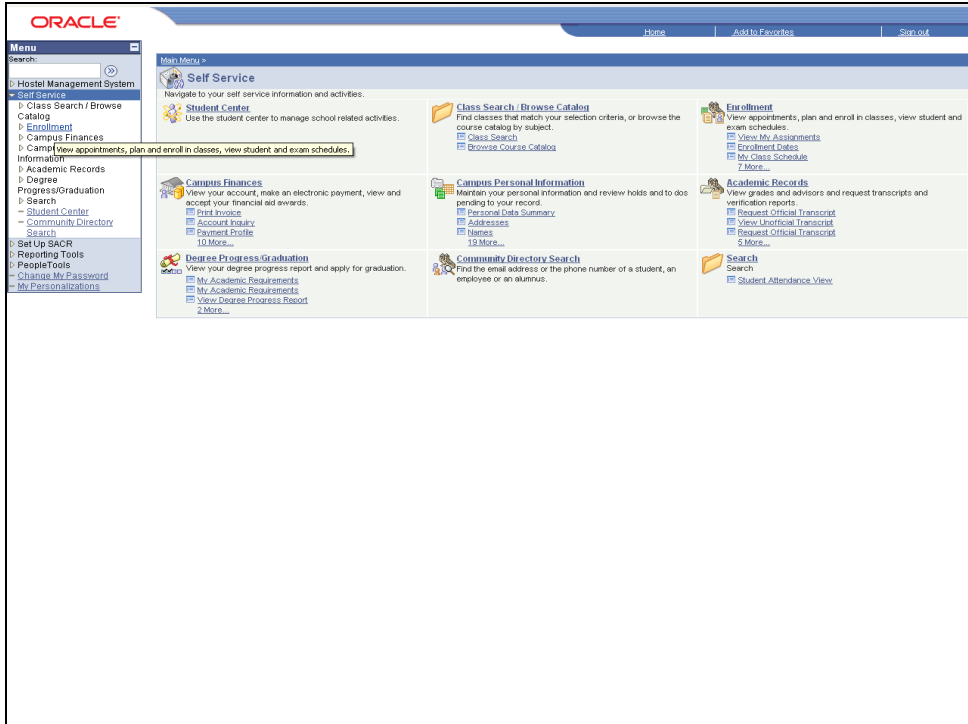 ORACLE'
Home
Add to Favorites
Sign out
Menu
Search:
Hostel Management System
Self Service
Class Search / Browse
Catalog
Enrollment
Campus Finances
Camp
View appointments, plan and enroll in classes, view student and exam schedules.
Information
Academic Records
Degree
Progress/Graduation
Search
Student Center
Community Directory
Search
Set Up SACR
Reporting Tools
PeopleTools
Change My Password
My Personalizations
Main Menu >
Self Service
Navigate to your self service information and activities.
Student Center
Use the student center to manage school related activities.
Class Search / Browse Catalog
Find classes that match your selection criteria, or browse the
course catalog by subject.
Class Search
Browse Course Catalog
Enrollment
View appointments, plan and enroll in classes, view student and
exam schedules.
View My Assignments
Enrollment Dates
My Class Schedule
7 More...
Campus Finances
View your account, make an electronic payment, view and
accept your financial aid awards.
Print Invoice
Account Inquiry
Payment Profile
10 More...
Campus Personal Information
Maintain your personal information and review holds and to dos
pending to your record.
Personal Data Summary
Addresses
Names
19 More...
Academic Records
View grades and advisors and request transcripts and
verification reports.
Request Official Transcript
View Unofficial Transcript
Request Official Transcript
5 More...
Degree Progress/Graduation
View your degree progress report and apply for graduation.
My Academic Requirements
My Academic Requirements
View Degree Progress Report
2 More...
Community Directory Search
Find the email address or the phone number of a student, an
employee or an alumnus.
Search
Search
Student Attendance View